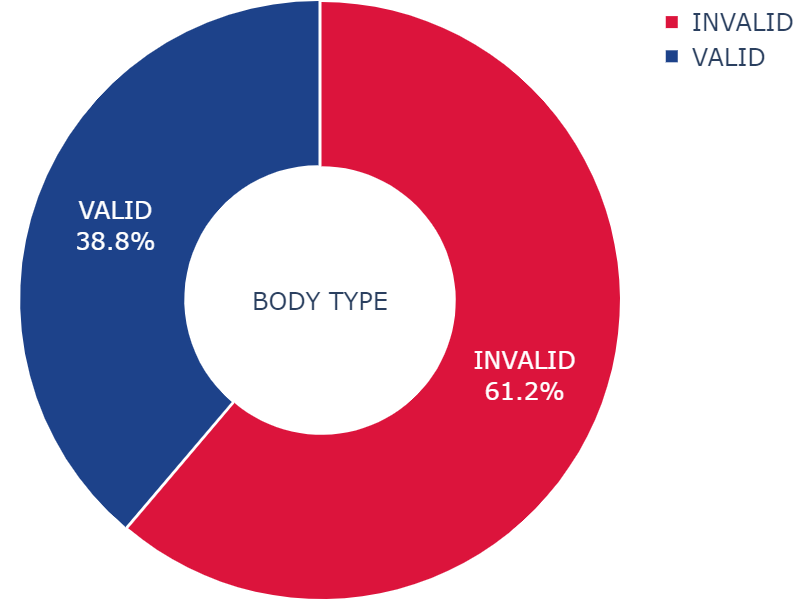 INVALID
VALID
VALID
38.8%
BODY TYPE
INVALID
61.2%